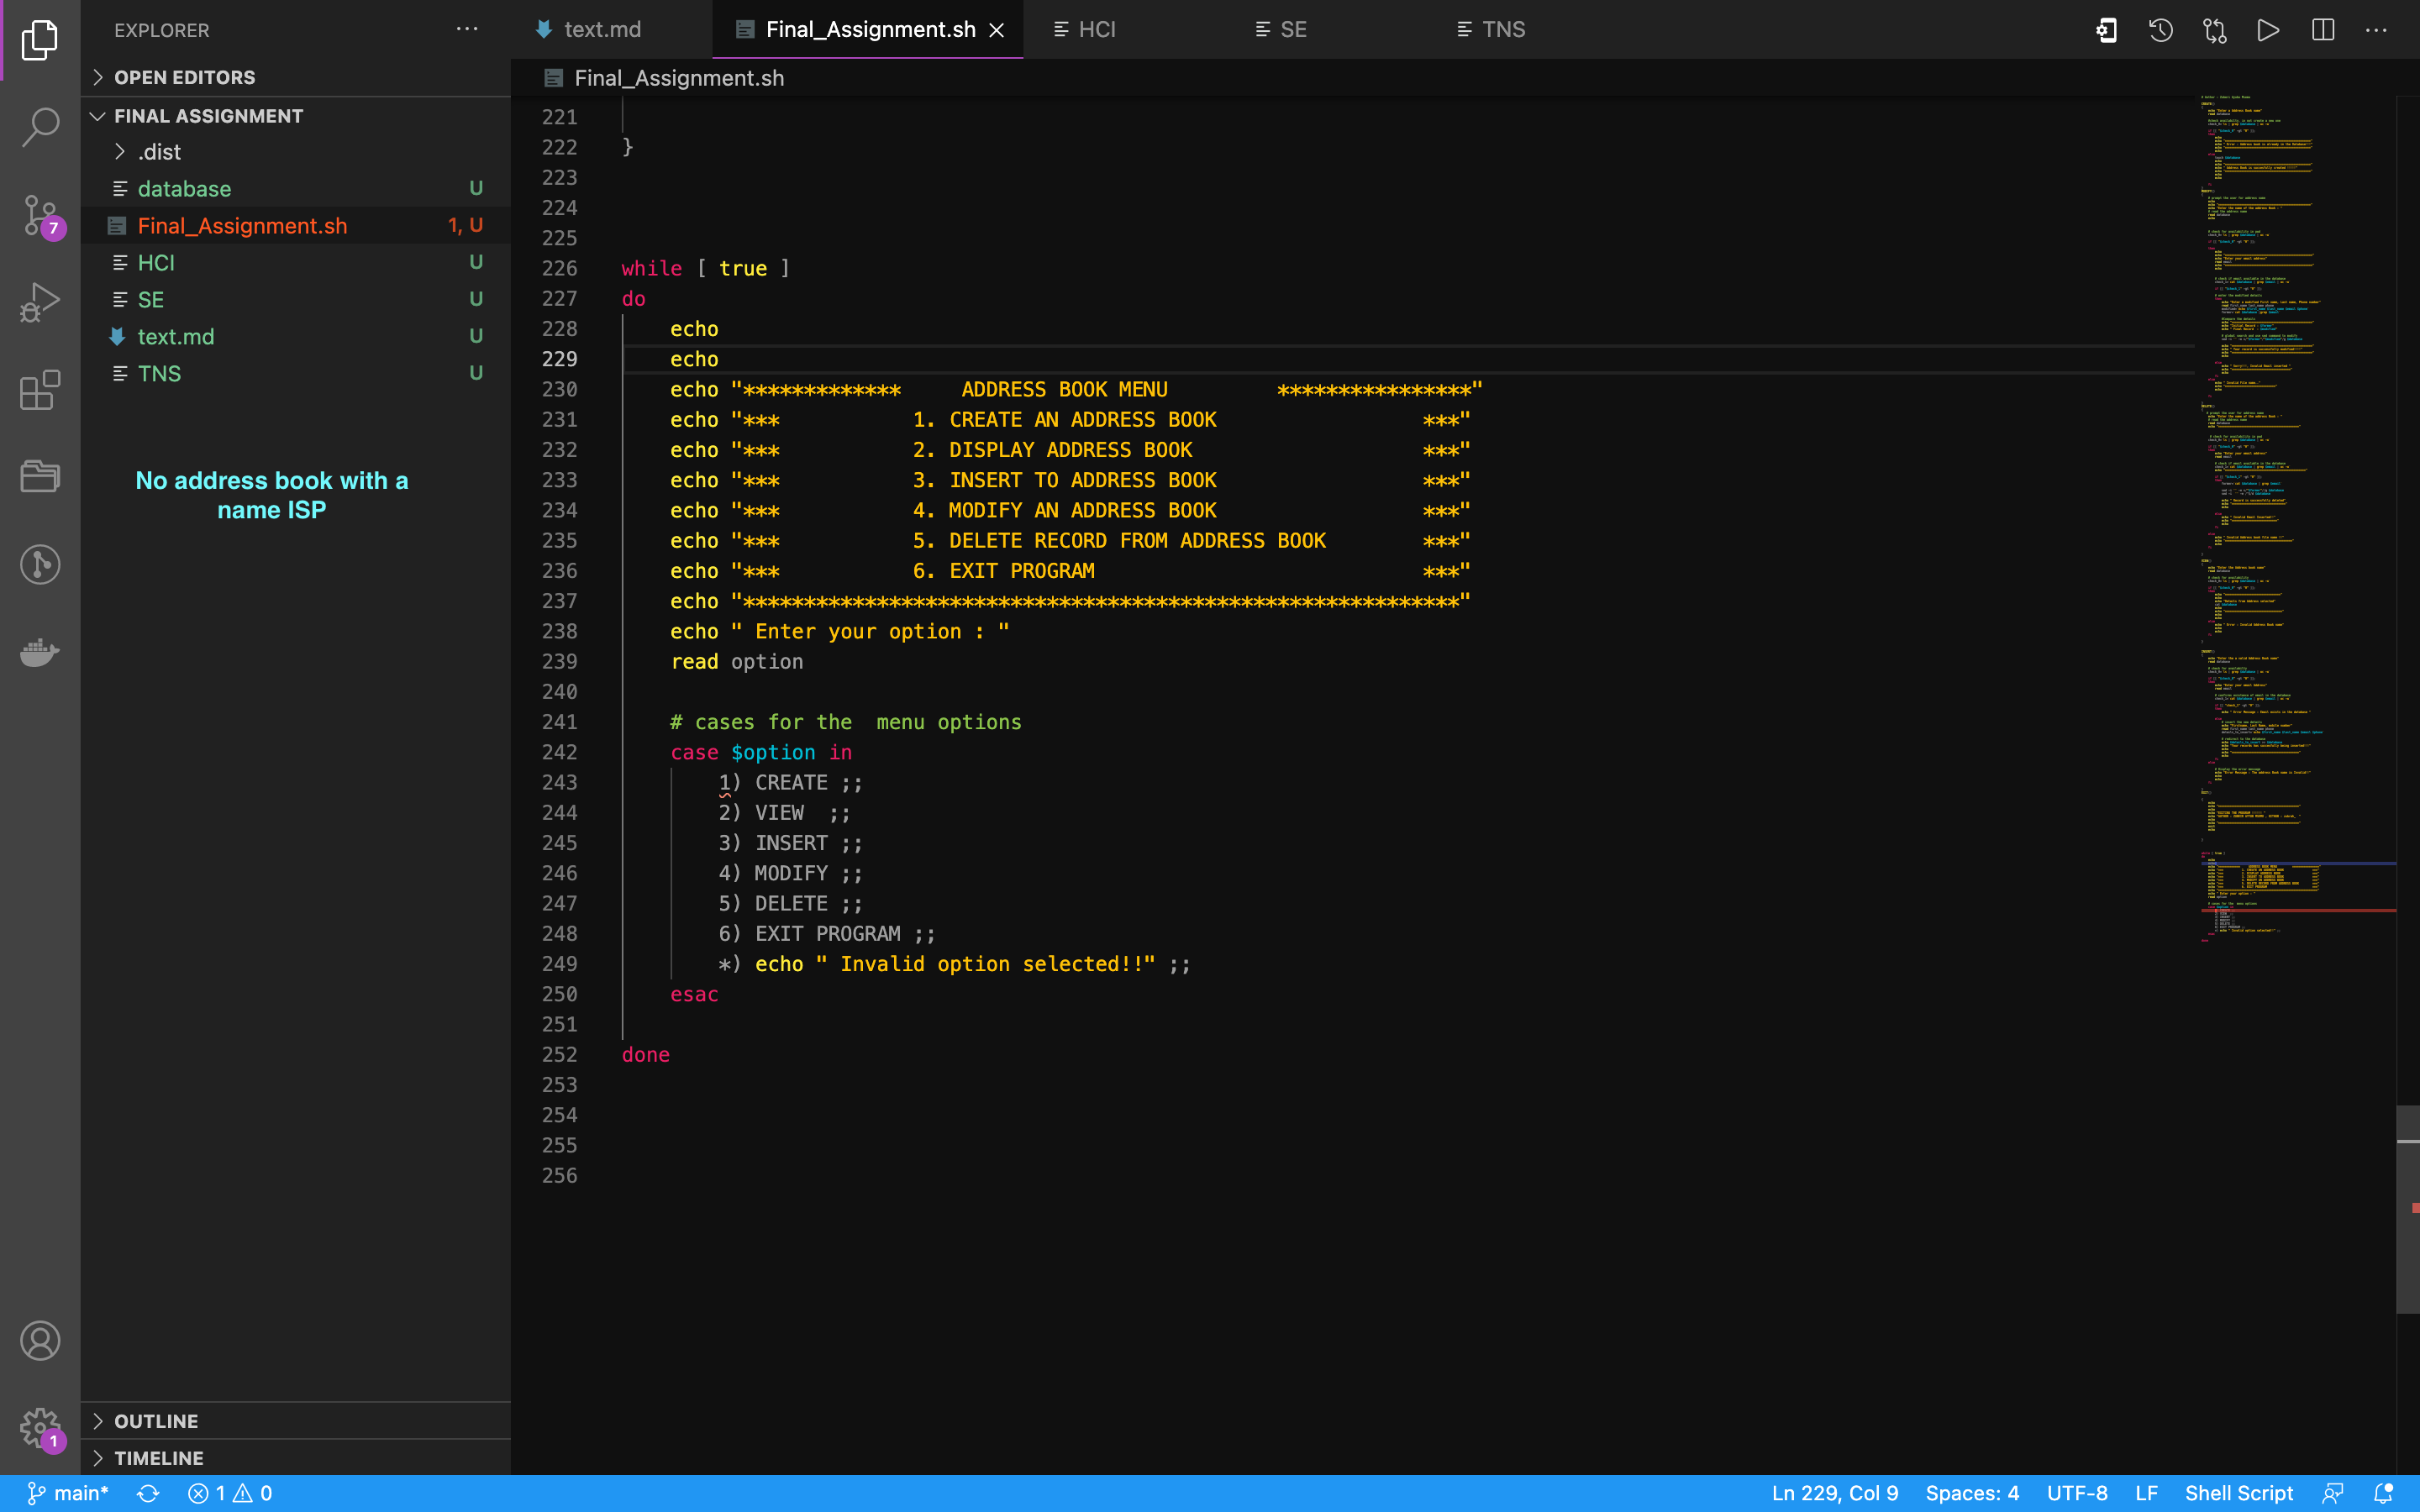 EXPLORER
OPEN EDITORS
FINAL ASSIGNMENT
.dist
database U
Final_Assignment.sh 1, U
HCI U
SE U
text.md U
TNS U
No address book with a
name ISP
OUTLINE
TIMELINE
7
1
text.md Final_Assignment.sh HCI SE TNS
Final_Assignment.sh
221
222 }
223
224
225
226 while [ true ]
227 do
228 echo
229 echo
230 echo "************* ADDRESS BOOK MENU ****************"
231 echo "*** 1. CREATE AN ADDRESS BOOK ***"
232 echo "*** 2. DISPLAY ADDRESS BOOK ***"
233 echo "*** 3. INSERT TO ADDRESS BOOK ***"
234 echo "*** 4. MODIFY AN ADDRESS BOOK ***"
235 echo "*** 5. DELETE RECORD FROM ADDRESS BOOK ***"
236 echo "*** 6. EXIT PROGRAM ***"
237 echo "***********************************************************"
238 echo " Enter your option : "
239 read option
240
241 # cases for the  menu options
242 case $option in
243 1) CREATE ;;
244 2) VIEW  ;;
245 3) INSERT ;;
246 4) MODIFY ;;
247 5) DELETE ;;
248 6) EXIT PROGRAM ;;
249 *) echo " Invalid option selected!!" ;;
250 esac
251
252 done
253
254
255
256
main* 1 0 Ln 229, Col 9 Spaces: 4 UTF-8 LF Shell Script